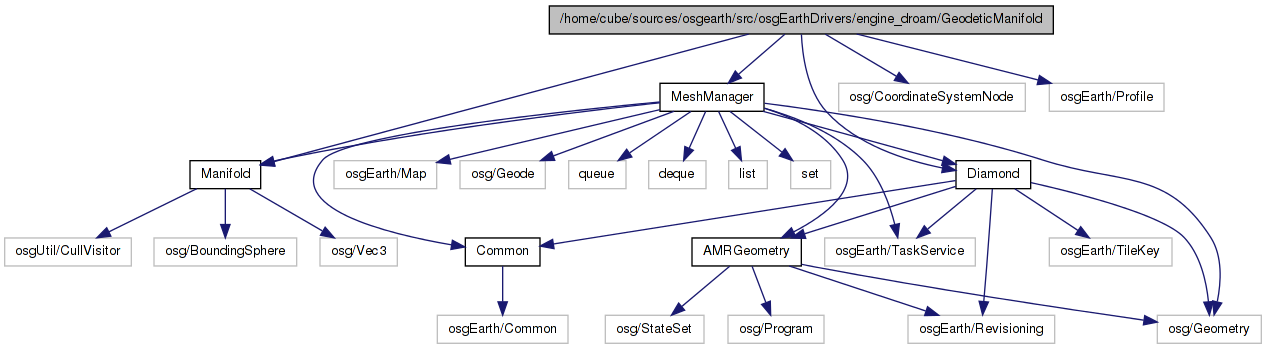 /home/cube/sources/osgearth/src/osgEarthDrivers/engine_droam/GeodeticManifold
MeshManager
osg/CoordinateSystemNode
osgEarth/Profile
Manifold
osgEarth/Map
osg/Geode
queue
deque
list
set
Diamond
osgUtil/CullVisitor
osg/BoundingSphere
osg/Vec3
Common
AMRGeometry
osgEarth/TaskService
osgEarth/TileKey
osgEarth/Common
osg/StateSet
osg/Program
osgEarth/Revisioning
osg/Geometry